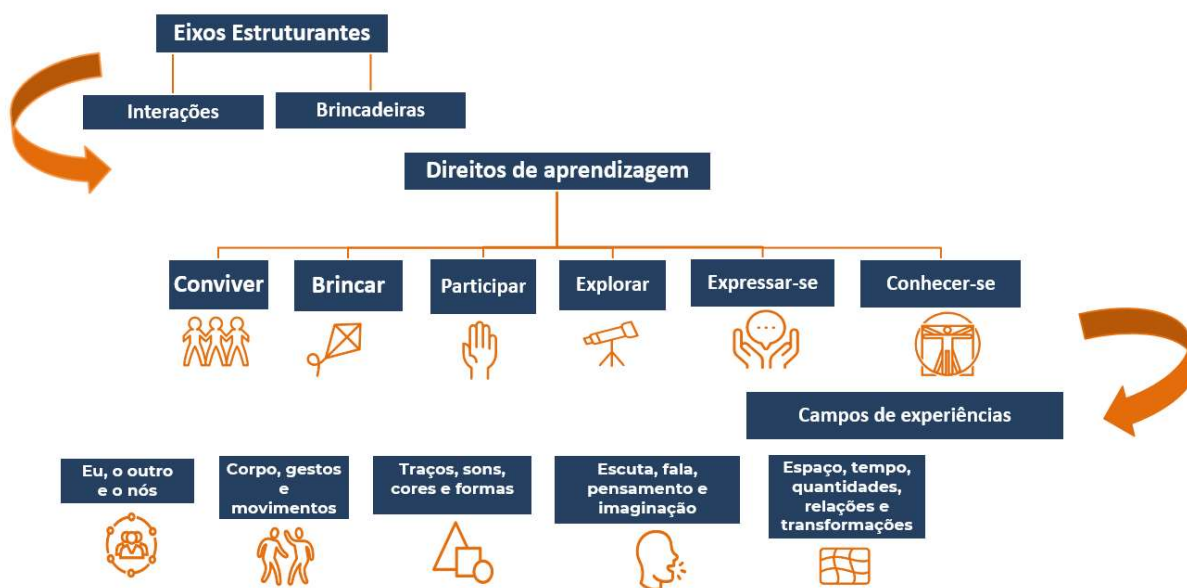 Eixos Estruturantes
Interações
Brincadeiras
Direitos de aprendizagem
Conviver
Brincar
Participar
Explorar
Expressar-se
Conhecer-se
Campos de experiências
Eu, o outro
e o nós
Corpo, gestos
e
movimentos
Traços, sons,
cores e formas
Escuta, fala,
pensamento e
imaginação
Espaço, tempo,
quantidades,
relações e
transformações